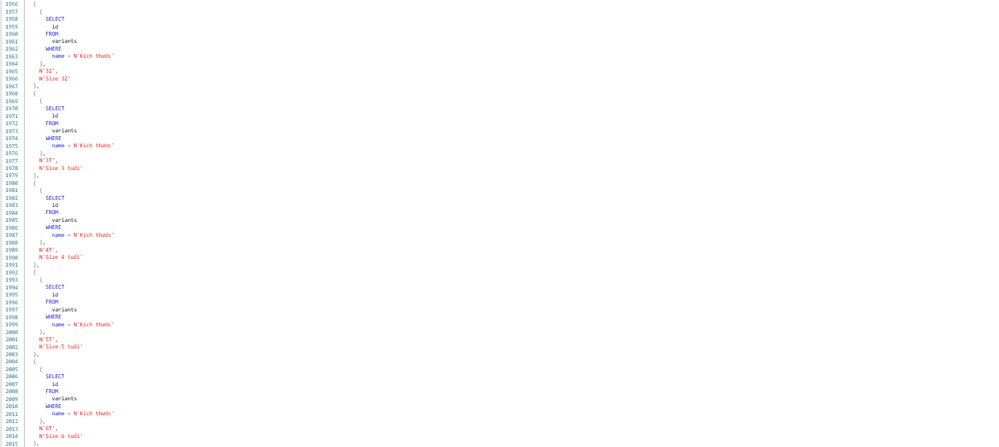 1956 (
1957 (
1958 SELECT
1959 id
1960 FROM
1961 variants
1962 WHERE
1963 name = N'Kích thước'
1964 ),
1965 N'32',
1966 N'Size 32'
1967 ),
1968 (
1969 (
1970 SELECT
1971 id
1972 FROM
1973 variants
1974 WHERE
1975 name = N'Kích thước'
1976 ),
1977 N'3T',
1978 N'Size 3 tuổi'
1979 ),
1980 (
1981 (
1982 SELECT
1983 id
1984 FROM
1985 variants
1986 WHERE
1987 name = N'Kích thước'
1988 ),
1989 N'4T',
1990 N'Size 4 tuổi'
1991 ),
1992 (
1993 (
1994 SELECT
1995 id
1996 FROM
1997 variants
1998 WHERE
1999 name = N'Kích thước'
2000 ),
2001 N'5T',
2002 N'Size 5 tuổi'
2003 ),
2004 (
2005 (
2006 SELECT
2007 id
2008 FROM
2009 variants
2010 WHERE
2011 name = N'Kích thước'
2012 ),
2013 N'6T',
2014 N'Size 6 tuổi'
2015 ),